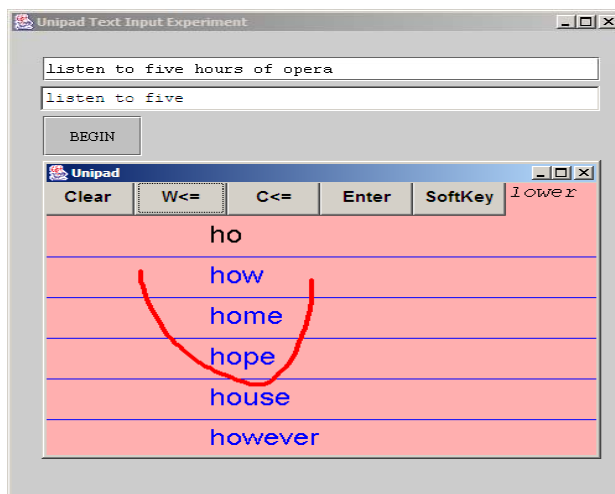 Unipad Text Input Experiment
listen to five hours of opera
listen to five
BEGIN
Unipad
Clear W<= C<= Enter SoftKey lower
ho
how
home
hope
house
however